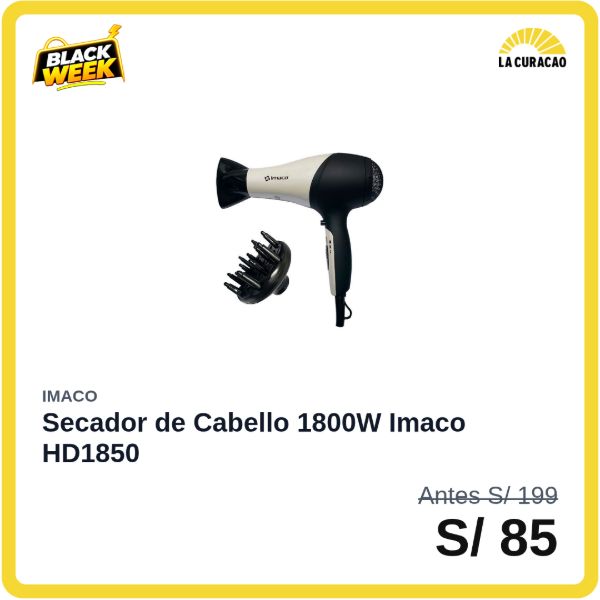 BLACK
WEEK
LA CURACAO
Imaco
IMACO
Secador de Cabello 1800W Imaco
HD1850
Antes S/ 199
S/ 85